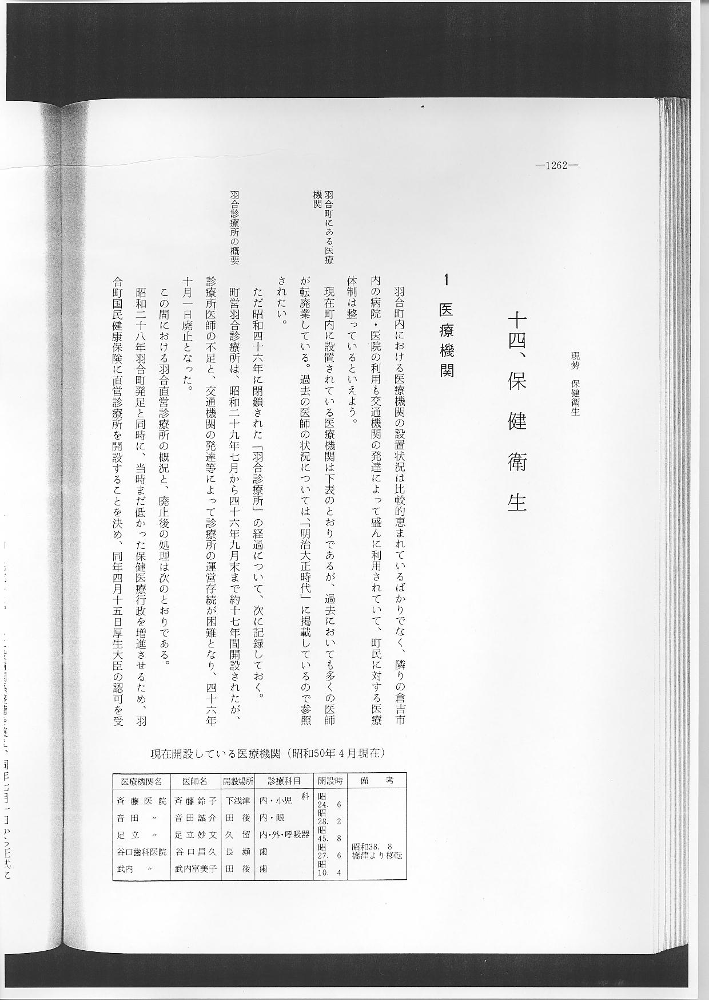 ―1262―
現勢　保健衛生
十四、保健衛生
1　医療機関
羽合町内における医療機関の設置状況は比較的恵まれているばかりでなく、隣りの倉吉市
内の病院・医院の利用も交通機関の発達によって盛んに利用されていて、町民に対する医療
体制は整っているといえよう。
羽合町にある医療
機関
現在町内に設置されている医療機関は下表のとおりであるが、過去においても多くの医師
が転廃業している。過去の医師の状況については、「明治大正時代」に掲載しているので参照
されたい。
ただ昭和四十六年に閉鎖された「羽合診療所」の経過について、次に記録しておく。
羽合診療所の概要
町営羽合診療所は、昭和二十九年七月から四十六年九月末まで約十七年間開設されたが、
診療所医師の不足と、交通機関の発達等によって診療所の運営存続が困難となり、四十六年
十月一日廃止となった。
この間における羽合直営診療所の概況と、廃止後の処理は次のとおりである。
昭和二十八年羽合町発足と同時に、当時まだ低かった保健医療行政を増進させるため、羽
合町国民健康保険に直営診療所を開設することを決め、同年四月十五日厚生大臣の認可を受
現在開設している医療機関（昭和50年4月現在）
医療機関名　医師名　開設場所　診療科目　開設時　備考
斉藤医院　斉藤鈴子　下浅津　内・小児科　昭24.6
音田〃　音田誠介　田後　内・眼　昭28.2
足立〃　足立妙文　久留　内・外・呼吸器　昭45.8
谷口歯科医院　谷口昌久　長瀬　歯　昭27.6　昭和38.8橋津より移転
武内〃　武内富美子　田後　歯　昭10.4